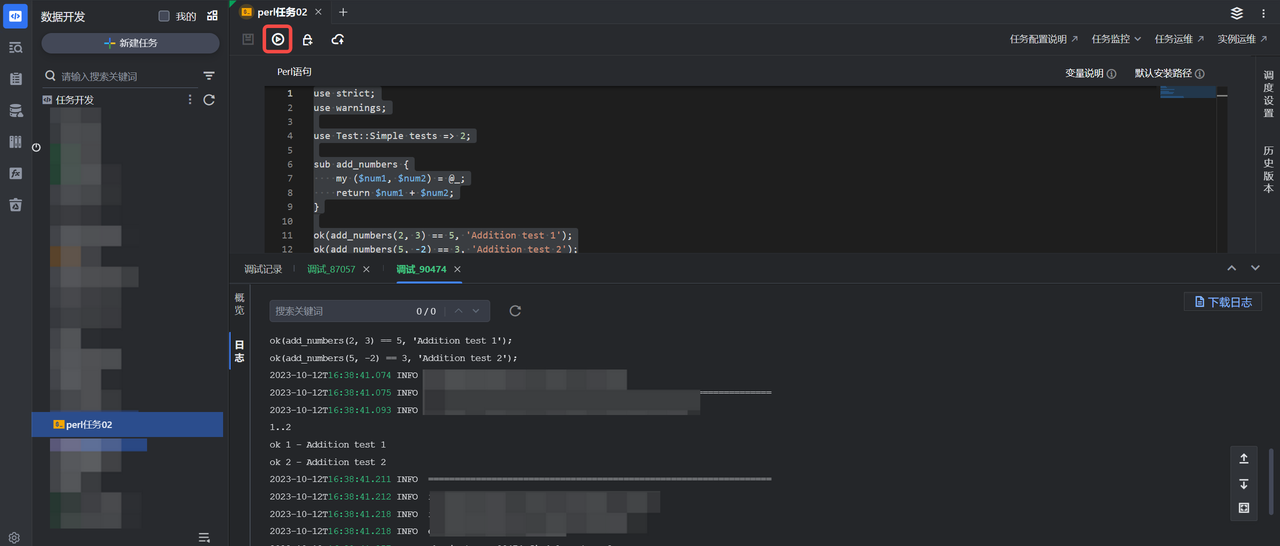 数据开发
我的
新建任务
请输入搜索关键词
任务开发
perl任务02
perl任务02
任务配置说明
任务监控
任务运维
实例运维
Perl语句
变量说明
默认安装路径
调度设置
历史版本
1 use strict;
2 use warnings;
3
4 use Test::Simple tests => 2;
5
6 sub add_numbers {
7 my ($num1, $num2) = @_;
8 return $num1 + $num2;
9 }
10
11 ok(add_numbers(2, 3) == 5, 'Addition test 1');
12 ok(add_numbers(5, -2) == 3, 'Addition test 2');
调试记录
调试_87057
调试_90474
概览
日志
搜索关键词
0 / 0
下载日志
ok(add_numbers(2, 3) == 5, 'Addition test 1');
ok(add_numbers(5, -2) == 3, 'Addition test 2');
2023-10-12T16:38:41.074 INFO
2023-10-12T16:38:41.075 INFO
2023-10-12T16:38:41.093 INFO
1..2
ok 1 - Addition test 1
ok 2 - Addition test 2
2023-10-12T16:38:41.211 INFO
2023-10-12T16:38:41.212 INFO
2023-10-12T16:38:41.218 INFO
2023-10-12T16:38:41.218 INFO